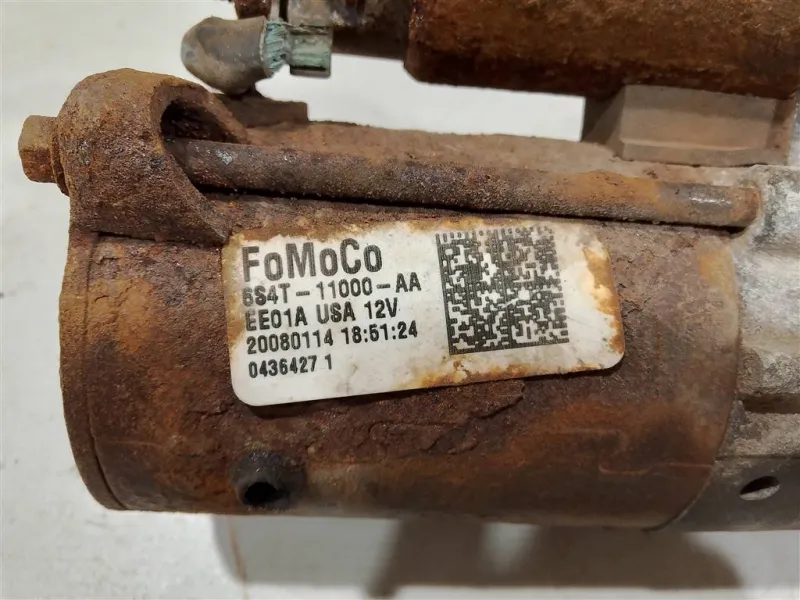 FoMoCo
6S4T-11000-AA
EE01A USA 12V
20080114 18:51:24
0436427 1